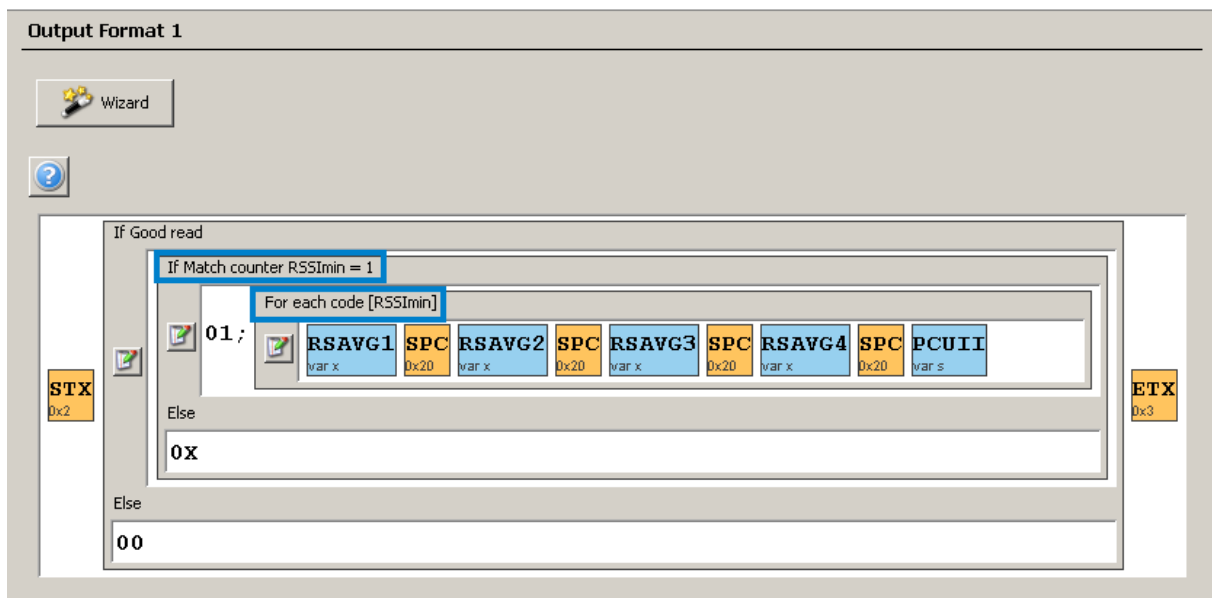 Output Format 1
Wizard
If Good read
If Match counter RSSImin = 1
For each code [RSSImin]
01; RSAVG1 SPC RSAVG2 SPC RSAVG3 SPC RSAVG4 SPC PCUII
var x 0x20 var x 0x20 var x 0x20 var x 0x20 var s
STX ETX
0x2 0x3
Else
0X
Else
00